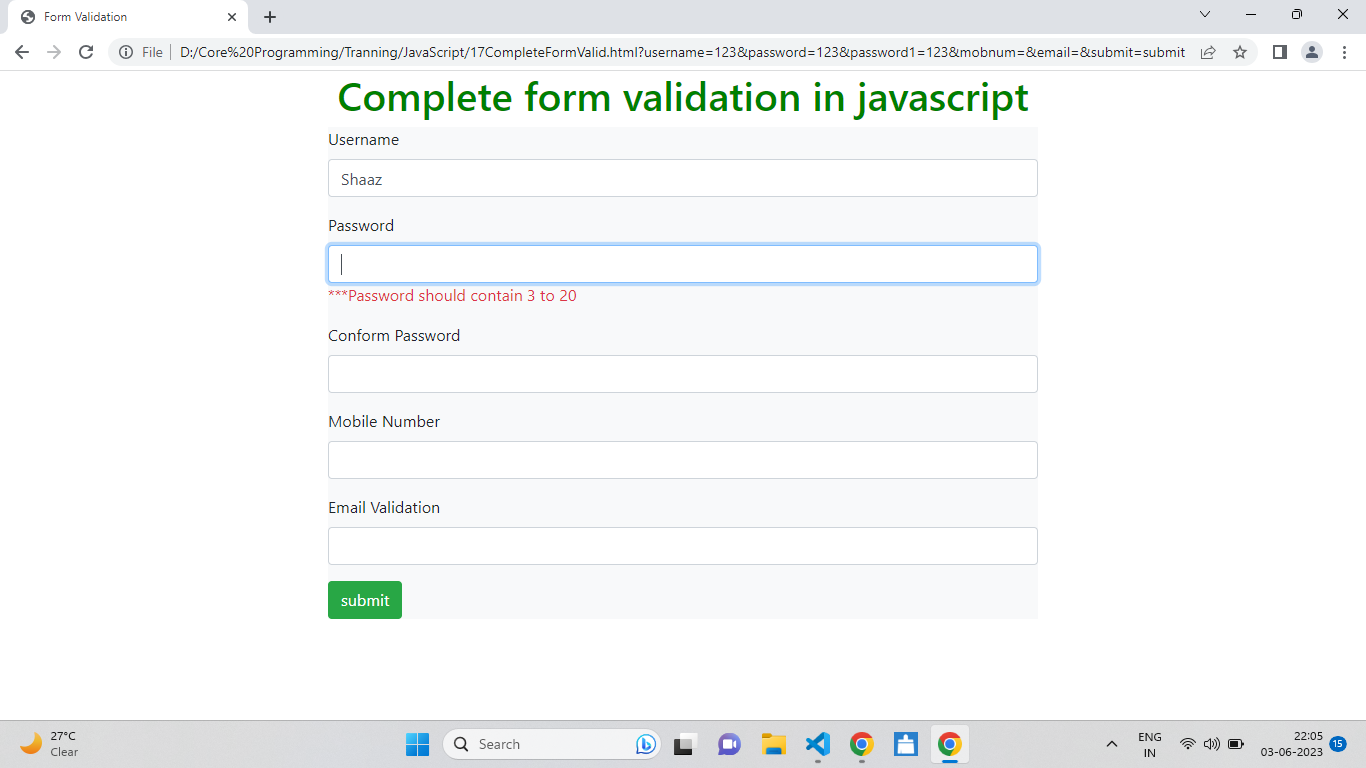 Form Validation
File D:/Core%20Programming/Tranning/JavaScript/17CompleteFormValid.html?username=123&password=123&password1=123&mobnum=&email=&submit=submit
Complete form validation in javascript
Username
Shaaz
Password
***Password should contain 3 to 20
Conform Password
Mobile Number
Email Validation
submit
27°C
Clear
Search
ENG
IN
22:05
03-06-2023
15